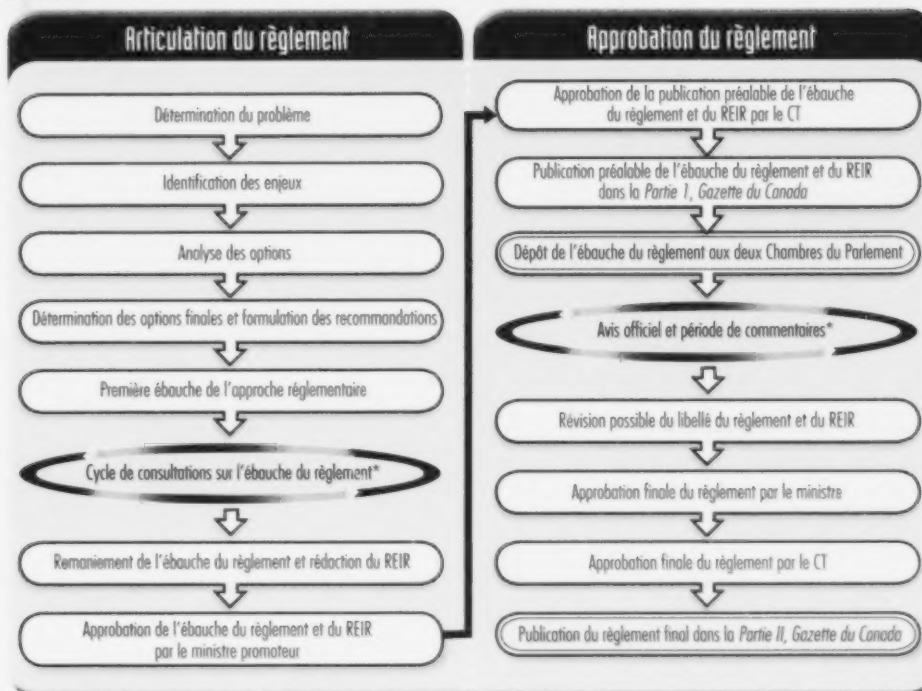 Articulation du règlement
Détermination du problème
Identification des enjeux
Analyse des options
Détermination des options finales et formulation des recommandations
Première ébauche de l'approche réglementaire
Cycle de consultations sur l'ébauche du règlement*
Remaniement de l'ébauche du règlement et rédaction du REIR
Approbation de l'ébauche du règlement et du REIR
par le ministre promoteur
Approbation du règlement
Approbation de la publication préalable de l'ébauche
du règlement et du REIR par le CT
Publication préalable de l'ébauche du règlement et du REIR
dans la Partie 1, Gazette du Canada
Dépôt de l'ébauche du règlement aux deux Chambres du Parlement
Avis officiel et période de commentaires*
Révision possible du libellé du règlement et du REIR
Approbation finale du règlement par le ministre
Approbation finale du règlement par le CT
Publication du règlement final dans la Partie II, Gazette du Canada